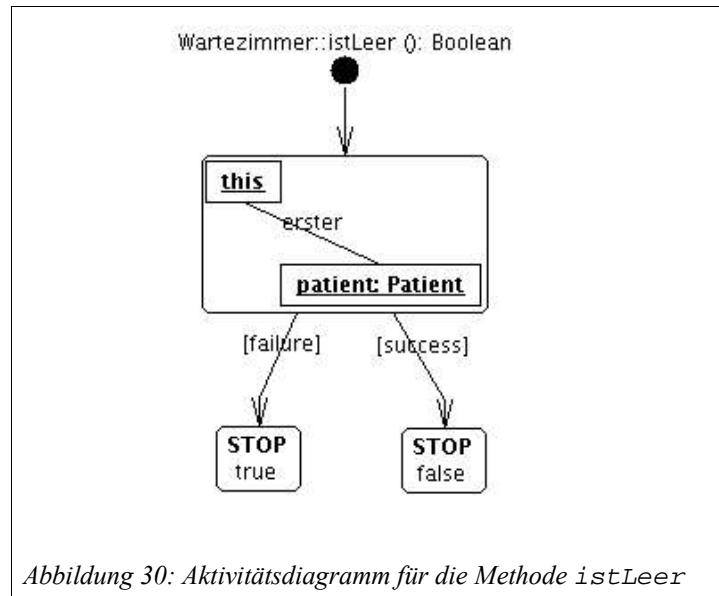 Wartezimmer::istLeer (): Boolean
this
erster
patient: Patient
[failure]
[success]
STOP
true
STOP
false
Abbildung 30: Aktivitätsdiagramm für die Methode istLeer